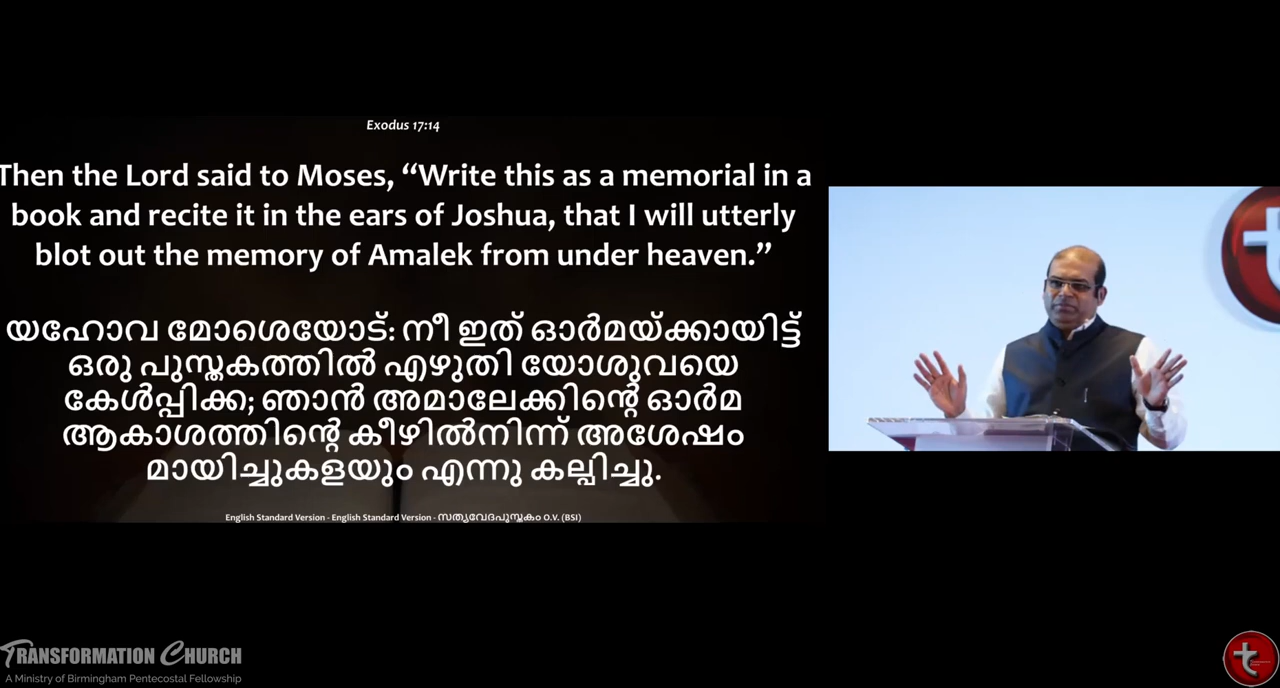 Exodus 17:14
Then the Lord said to Moses, “Write this as a memorial in a
book and recite it in the ears of Joshua, that I will utterly
blot out the memory of Amalek from under heaven.”
യഹോവ മോശെയോട്: നീ ഇത് ഓർമയ്ക്കായിട്ട്
ഒരു പുസ്തകത്തിൽ എഴുതി യോശുവയെ
കേൾപ്പിക്ക; ഞാൻ അമാലേക്കിന്റെ ഓർമ
ആകാശത്തിന്റെ കീഴിൽനിന്ന് അശേഷം
മായിച്ചുകളയും എന്നു കല്പിച്ചു.
English Standard Version - English Standard Version - സത്യവേദപുസ്തകം O.V. (BSI)
TRANSFORMATION CHURCH
A Ministry of Birmingham Pentecostal Fellowship